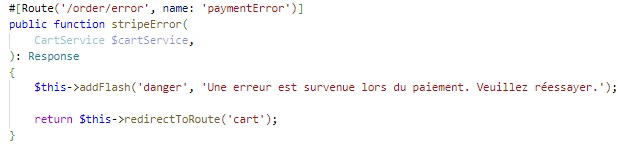 #[Route('/order/error', name: 'paymentError')]
public function stripeError(
    CartService $cartService,
): Response
{
    $this->addFlash('danger', 'Une erreur est survenue lors du paiement. Veuillez réessayer.');

    return $this->redirectToRoute('cart');
}